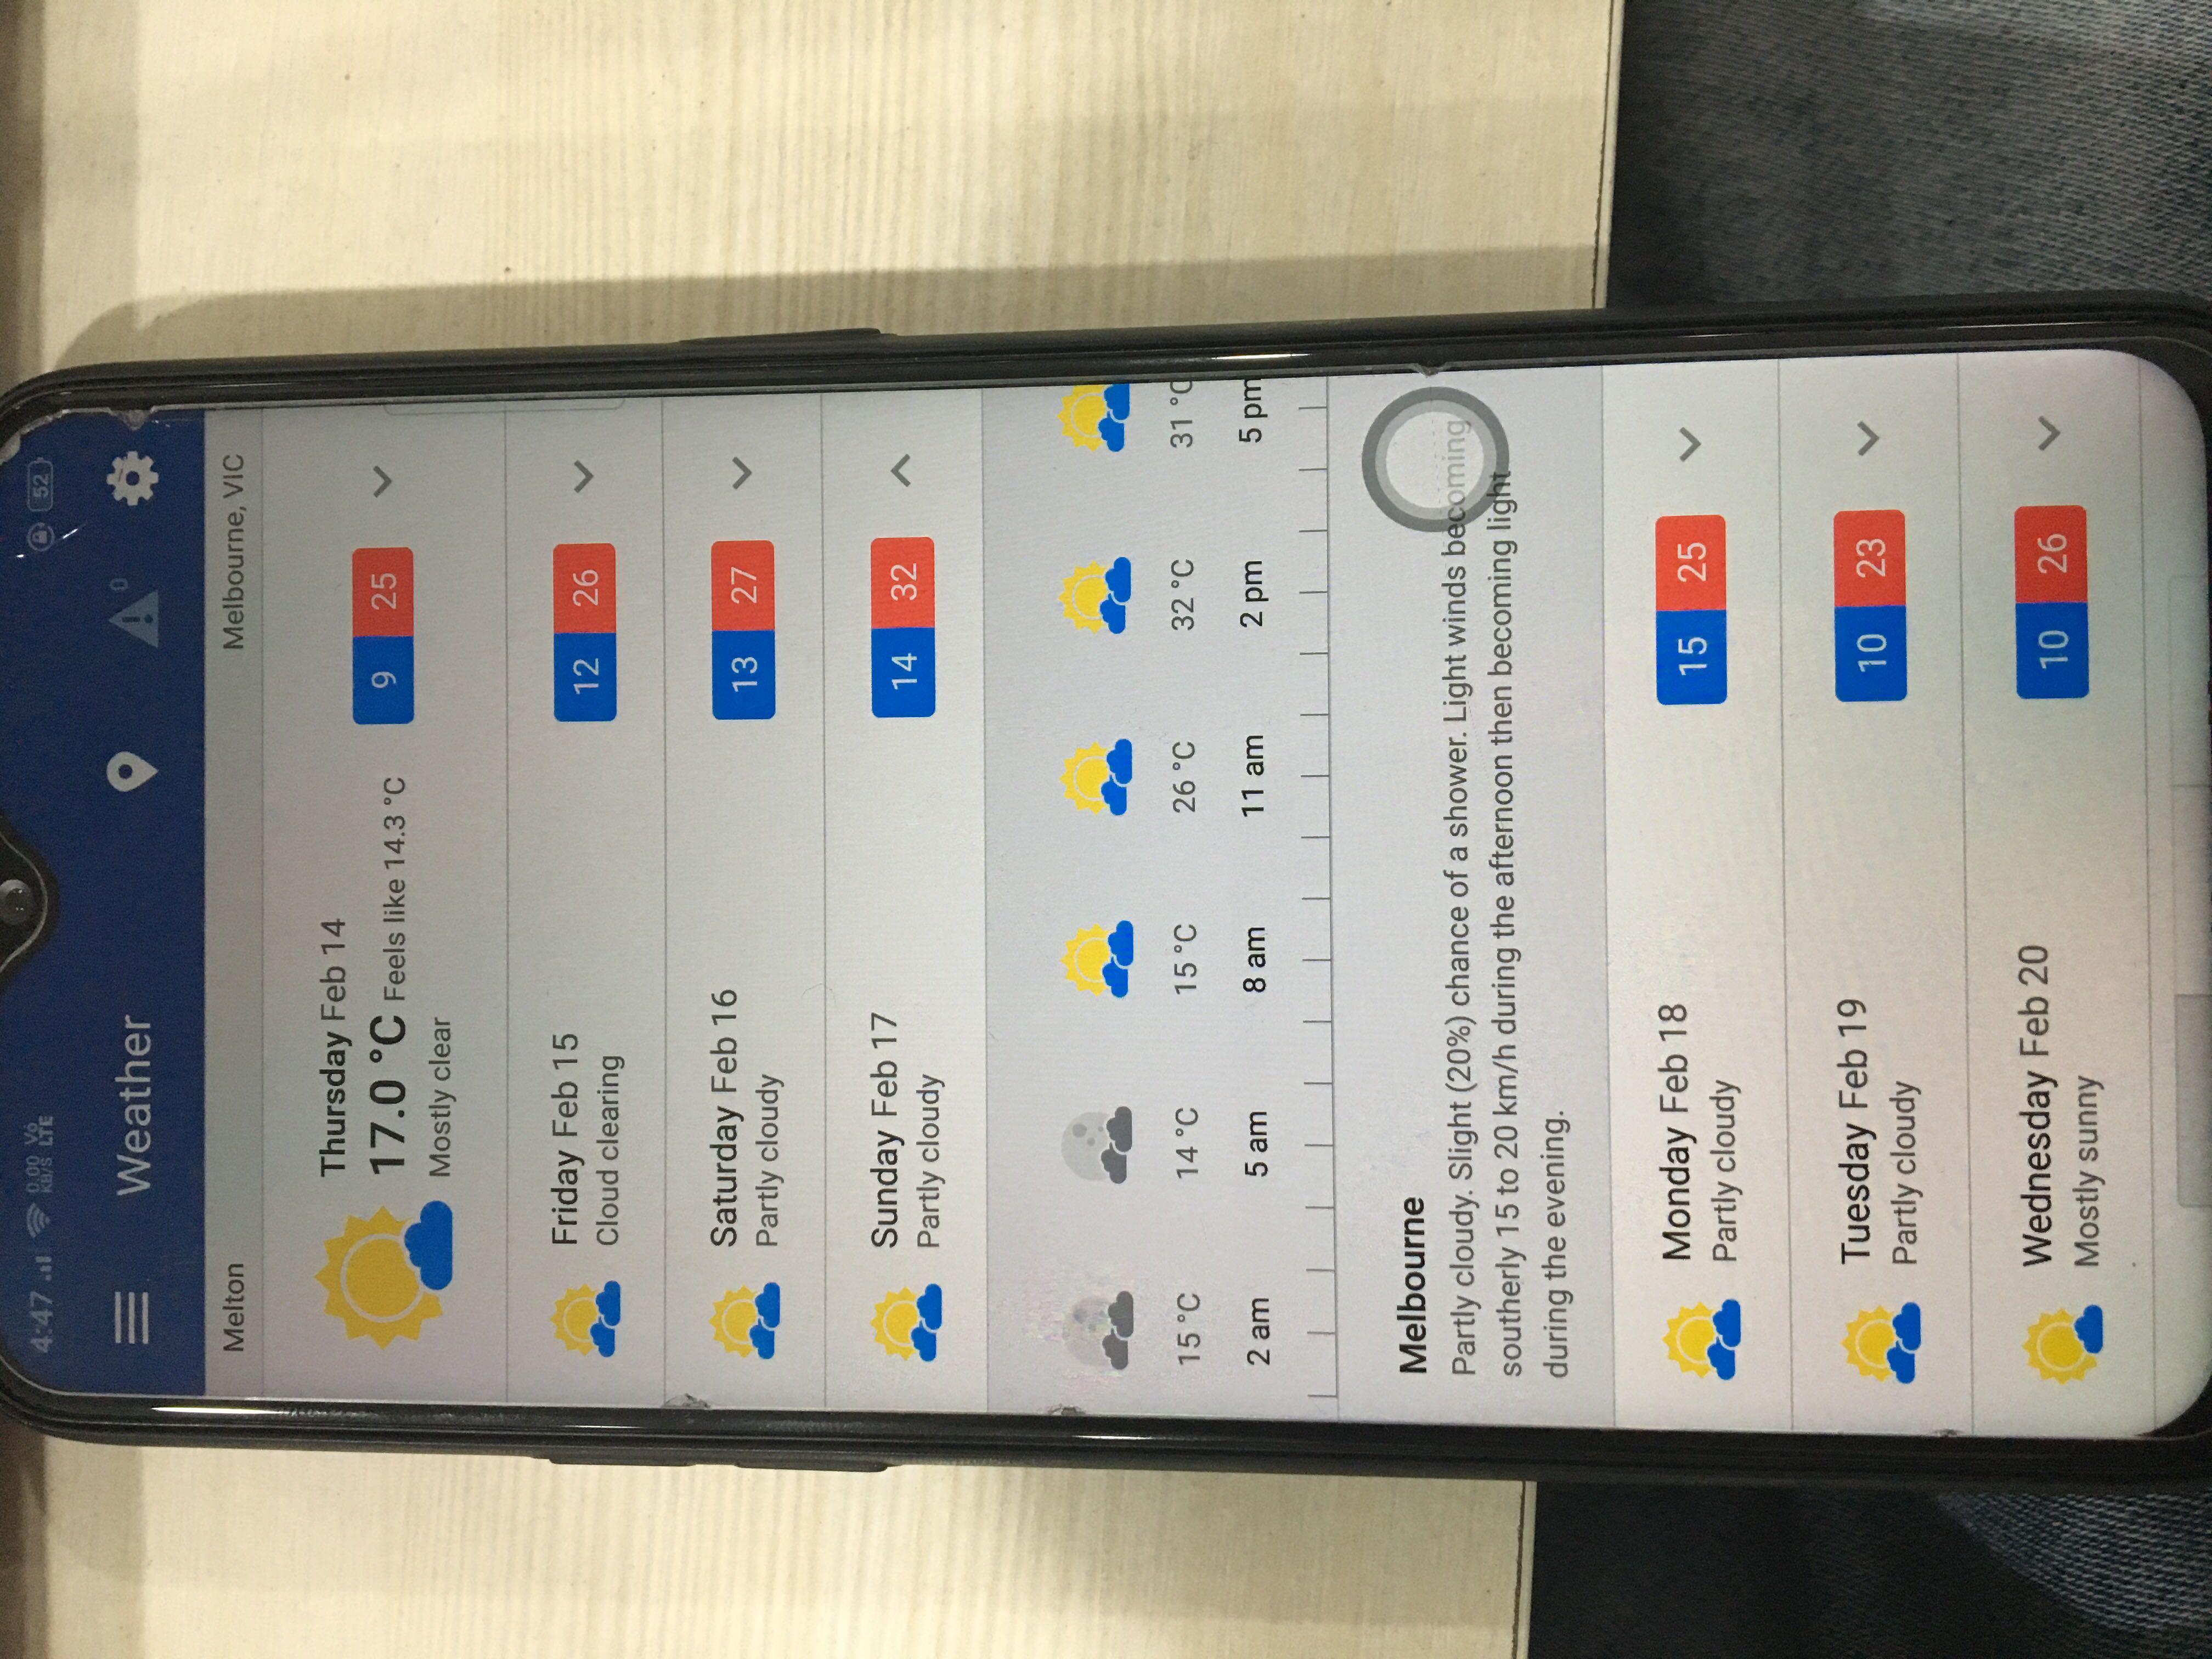 4:47 0.00 KB/S Vo LTE 52
Weather 0
Melton Melbourne, VIC
Thursday Feb 14
17.0 °C Feels like 14.3 °C 9 25
Mostly clear
Friday Feb 15
Cloud clearing
12 26
Saturday Feb 16
Partly cloudy
13 27
Sunday Feb 17
Partly cloudy
14 32
15 °C 14 °C 15 °C 26 °C 32 °C 31 °C
2 am 5 am 8 am 11 am 2 pm 5 pm
Melbourne
Partly cloudy. Slight (20%) chance of a shower. Light winds becoming
southerly 15 to 20 km/h during the afternoon then becoming light
during the evening.
Monday Feb 18
Partly cloudy
15 25
Tuesday Feb 19
Partly cloudy
10 23
Wednesday Feb 20
Mostly sunny
10 26